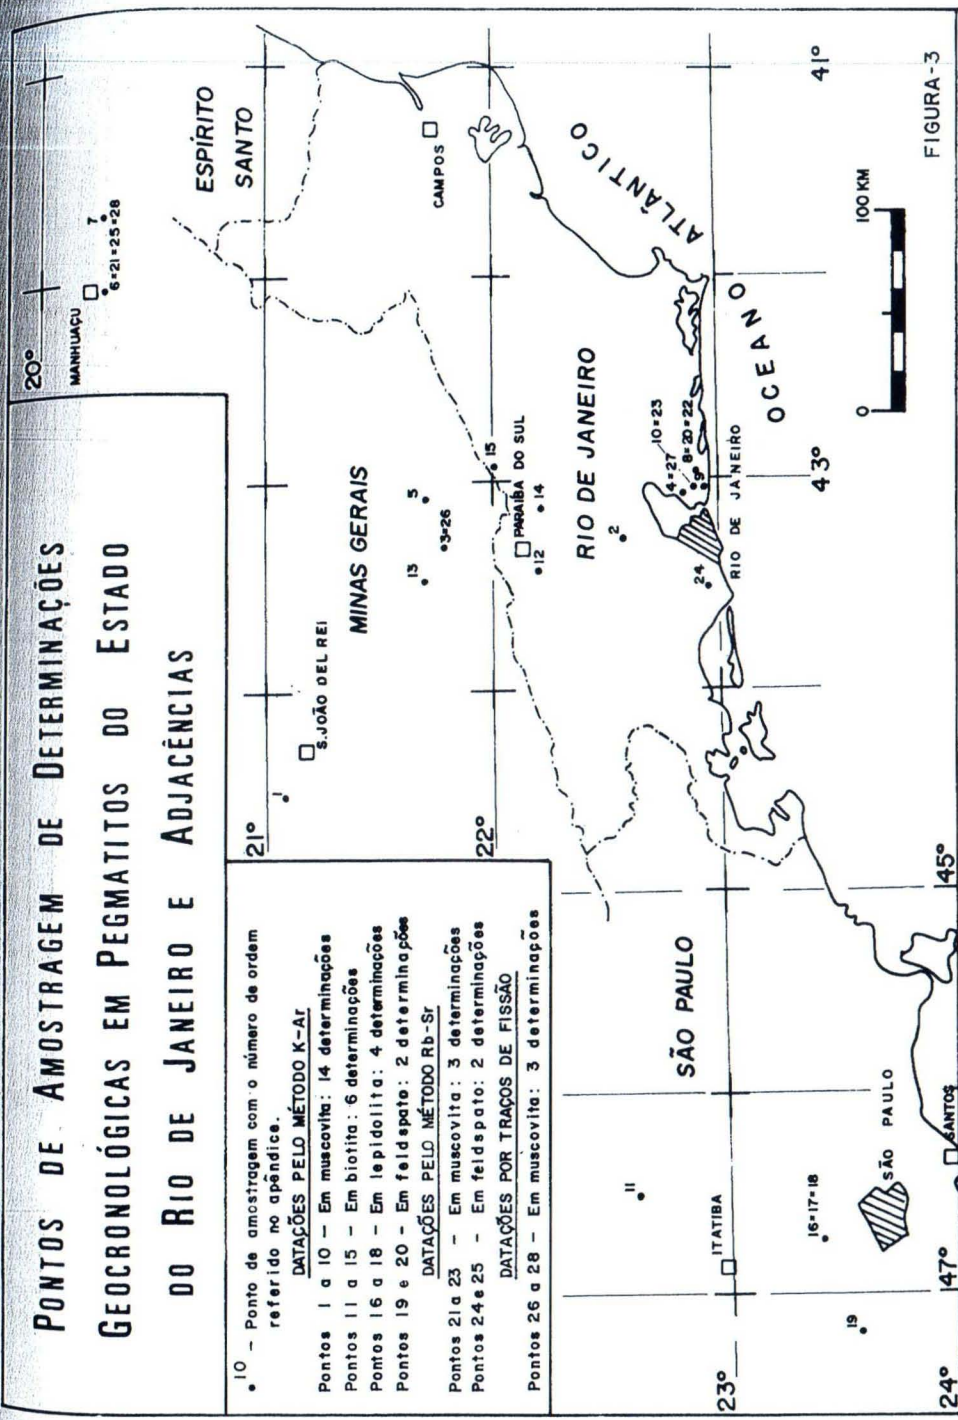 PONTOS DE AMOSTRAGEM DE DETERMINAÇÕES
GEOCRONOLÓGICAS EM PEGMATITOS DO ESTADO
DO RIO DE JANEIRO E ADJACÊNCIAS
• 10 – Ponto de amostragem com o número de ordem
referido no apêndice.
DATAÇÕES PELO MÉTODO K-Ar
Pontos 1 a 10 – Em muscovita: 14 determinações
Pontos 11 a 15 – Em biotita: 6 determinações
Pontos 16 a 18 – Em lepidolita: 4 determinações
Pontos 19 e 20 – Em feldspato: 2 determinações
DATAÇÕES PELO MÉTODO Rb-Sr
Pontos 21 a 23 – Em muscovita: 3 determinações
Pontos 24 e 25 – Em feldspato: 2 determinações
DATAÇÕES POR TRAÇOS DE FISSÃO
Pontos 26 a 28 – Em muscovita: 3 determinações
20°
MANHUAÇU
6=21=25=28
7
ESPÍRITO
SANTO
21°
1
S.JOÃO DEL REI
MINAS GERAIS
13
5
3=26
CAMPOS
22°
15
PARAÍBA DO SUL
12
14
RIO DE JANEIRO
2
10=23
4=27
8=20=22
9
24
RIO DE JANEIRO
OCEANO
ATLÂNTICO
SÃO PAULO
11
ITATIBA
16=17=18
SÃO PAULO
SANTOS
19
23°
24°
47°
45°
43°
41°
0
100 KM
FIGURA-3